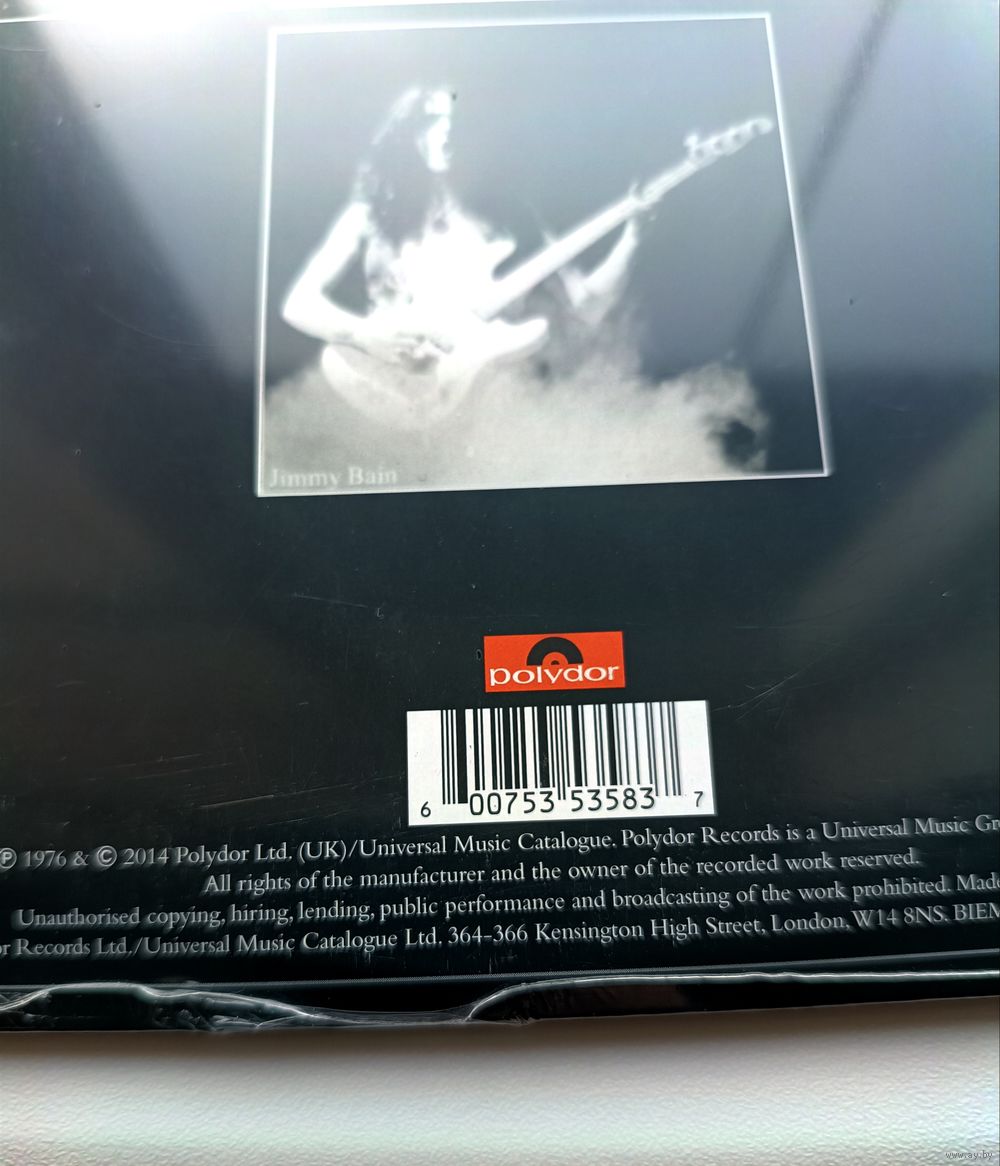 Jimmy Bain
polydor
6 00753 53583 7
℗ 1976 & © 2014 Polydor Ltd. (UK)/Universal Music Catalogue. Polydor Records is a Universal Music Gr
All rights of the manufacturer and the owner of the recorded work reserved.
Unauthorised copying, hiring, lending, public performance and broadcasting of the work prohibited. Made
or Records Ltd./Universal Music Catalogue Ltd. 364-366 Kensington High Street, London, W14 8NS. BIEM
www.ay.by